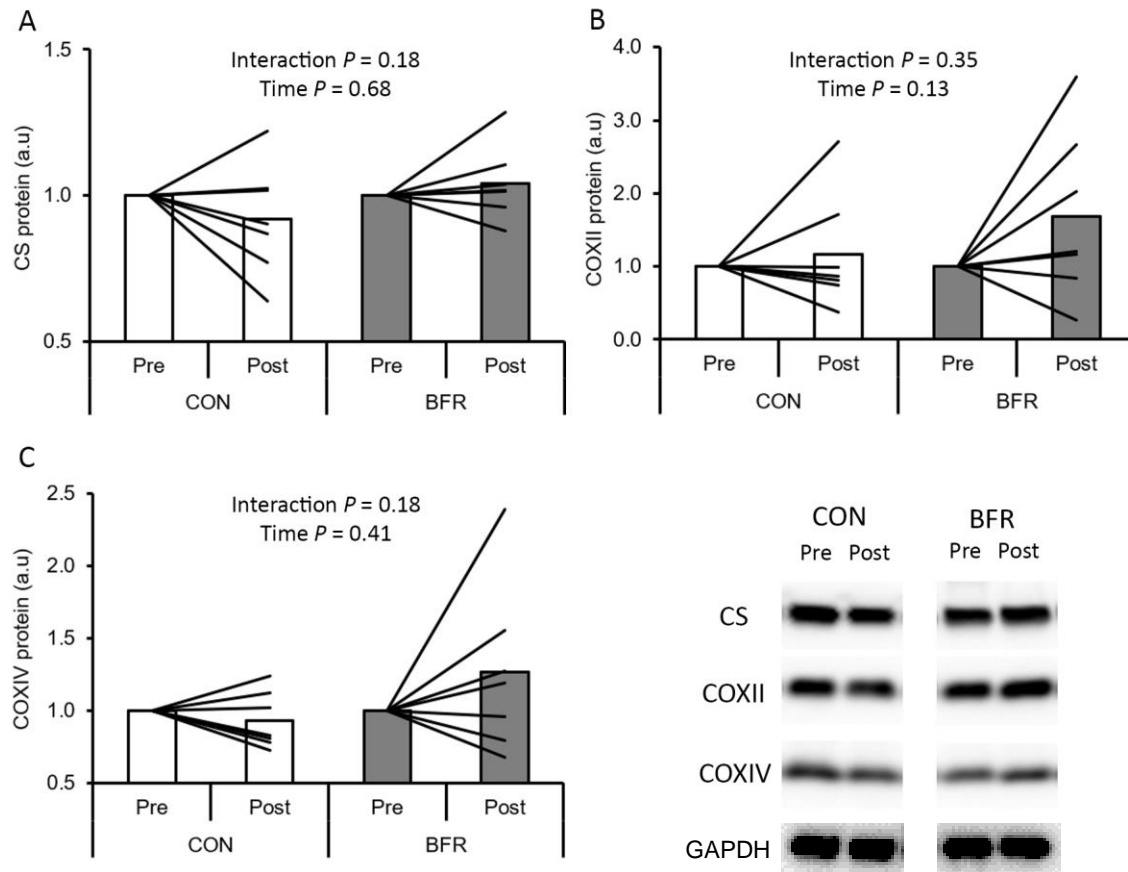 A
Interaction P = 0.18
Time P = 0.68
CS protein (a.u)
1.5
1.0
0.5
Pre Post Pre Post
CON BFR
B
Interaction P = 0.35
Time P = 0.13
COXII protein (a.u)
4.0
3.0
2.0
1.0
0.0
Pre Post Pre Post
CON BFR
C
Interaction P = 0.18
Time P = 0.41
COXIV protein (a.u)
2.5
2.0
1.5
1.0
0.5
Pre Post Pre Post
CON BFR
CON BFR
Pre Post Pre Post
CS
COXII
COXIV
GAPDH